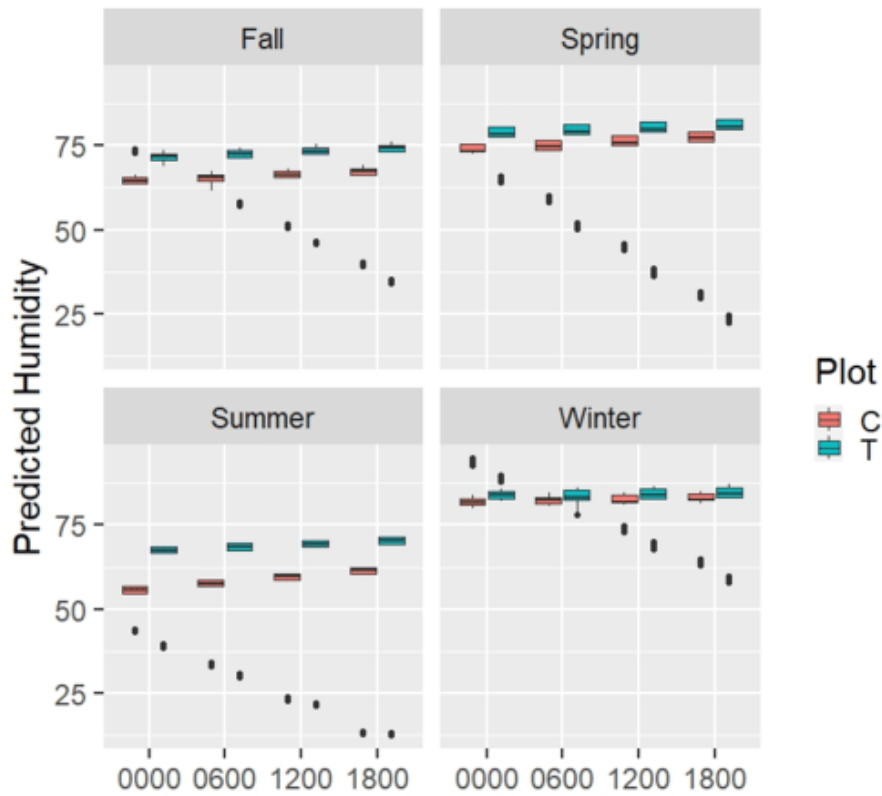 Fall
Spring
75
50
25
Predicted Humidity
Summer
Winter
75
50
25
0000 0600 1200 1800
0000 0600 1200 1800
Plot
C
T